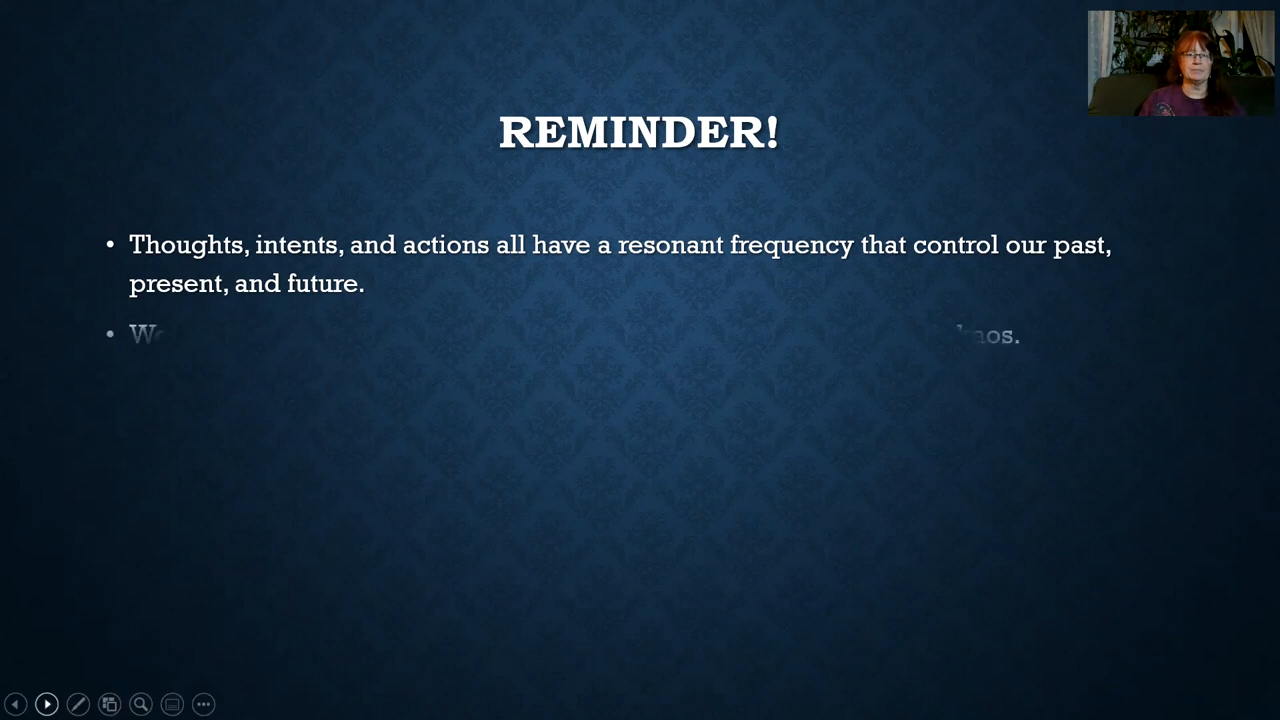 REMINDER!
• Thoughts, intents, and actions all have a resonant frequency that control our past,
present, and future.